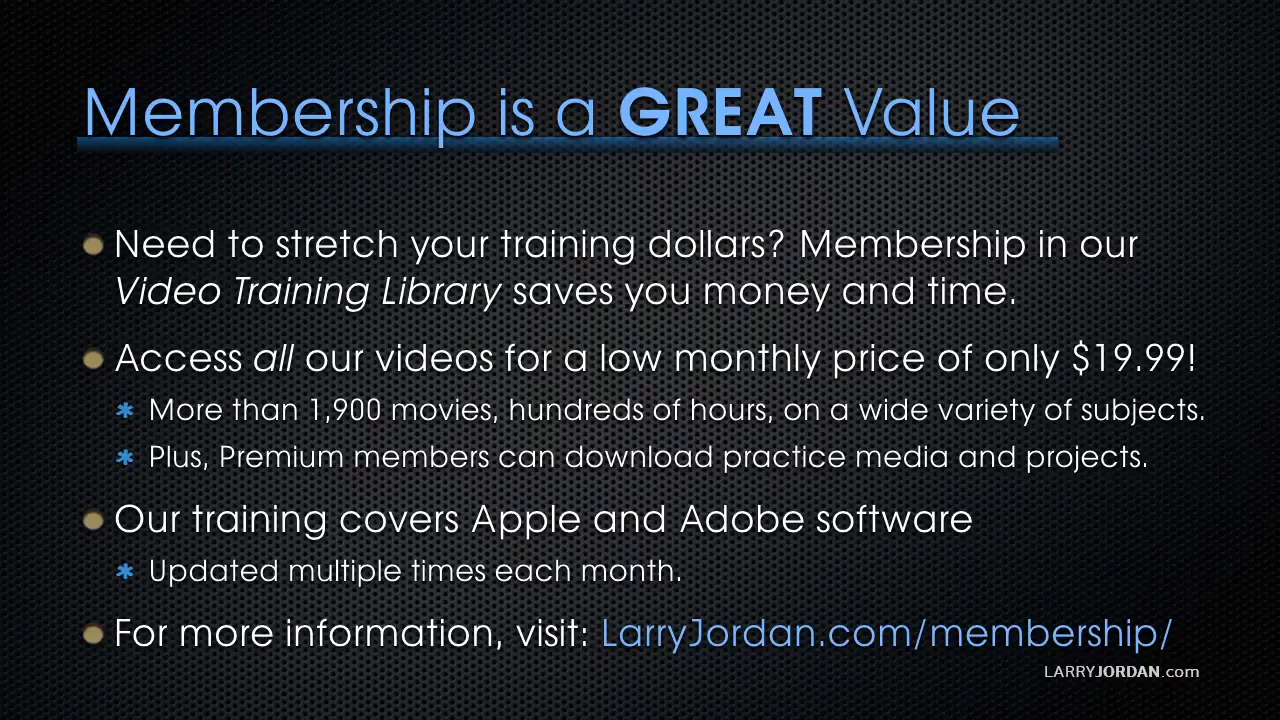 Membership is a GREAT Value
Need to stretch your training dollars? Membership in our
Video Training Library saves you money and time.
Access all our videos for a low monthly price of only $19.99!
More than 1,900 movies, hundreds of hours, on a wide variety of subjects.
Plus, Premium members can download practice media and projects.
Our training covers Apple and Adobe software
Updated multiple times each month.
For more information, visit: LarryJordan.com/membership/
LARRYJORDAN.com